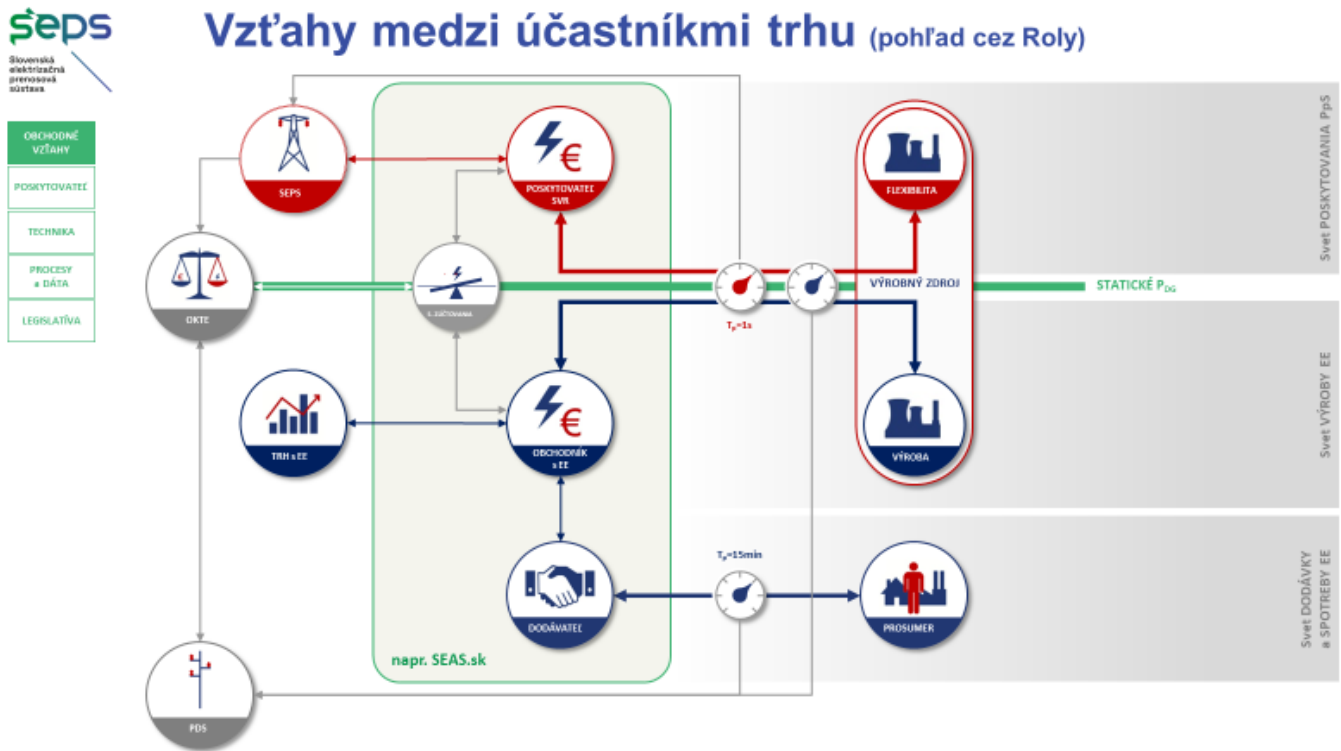 seps
Slovenská
elektrizačná
prenosová
sústava
Vzťahy medzi účastníkmi trhu (pohľad cez Roly)
OBCHODNÉ
VZŤAHY
POSKYTOVATEĽ
TECHNIKA
PROCESY
a DÁTA
LEGISLATÍVA
SEPS
POSKYTOVATEĽ
SVR
FLEXIBILITA
Svet POSKYTOVANIA PpS
OKTE
S. ZÚČTOVANIA
VÝROBNÝ ZDROJ
STATICKÉ PDG
Tp=1s
TRH s EE
OBCHODNÍK
s EE
VÝROBA
Svet VÝROBY EE
Tp=15min
DODÁVATEĽ
PROSUMER
Svet DODÁVKY
a SPOTREBY EE
napr. SEAS.sk
PDS